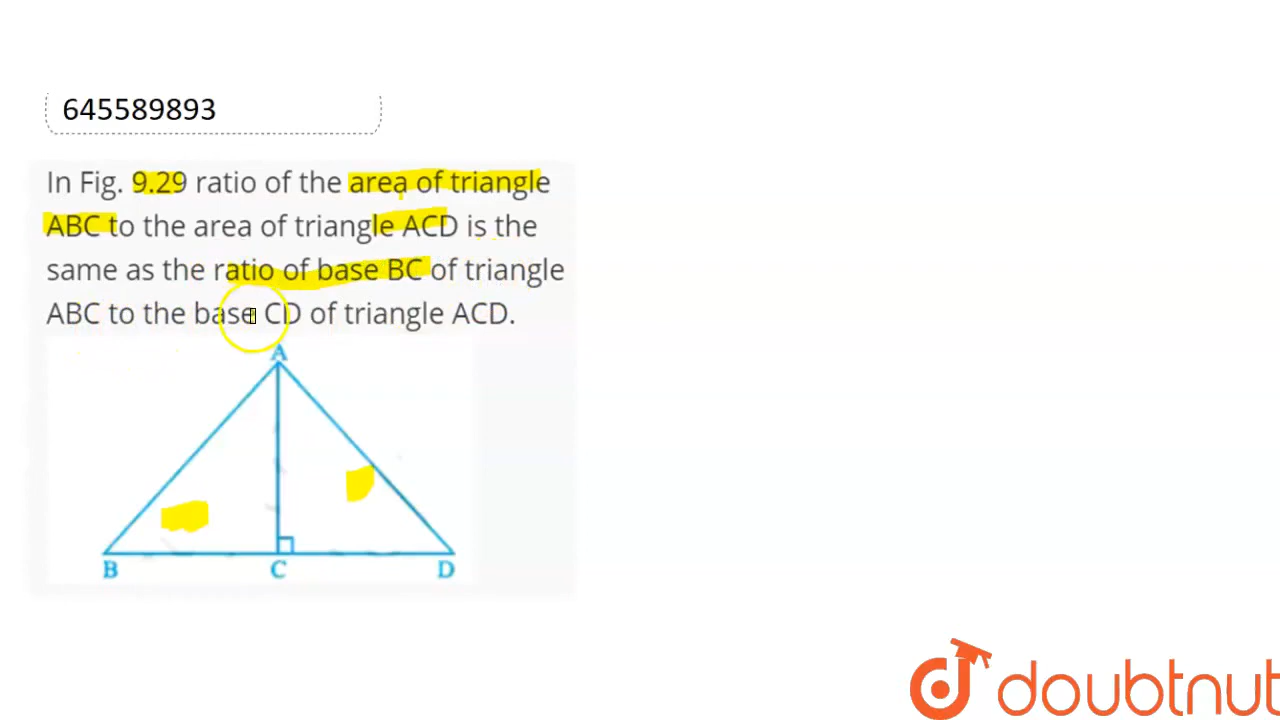 645589893
In Fig. 9.29 ratio of the area of triangle
ABC to the area of triangle ACD is the
same as the ratio of base BC of triangle
ABC to the base CD of triangle ACD.
A
B C D
doubtnut